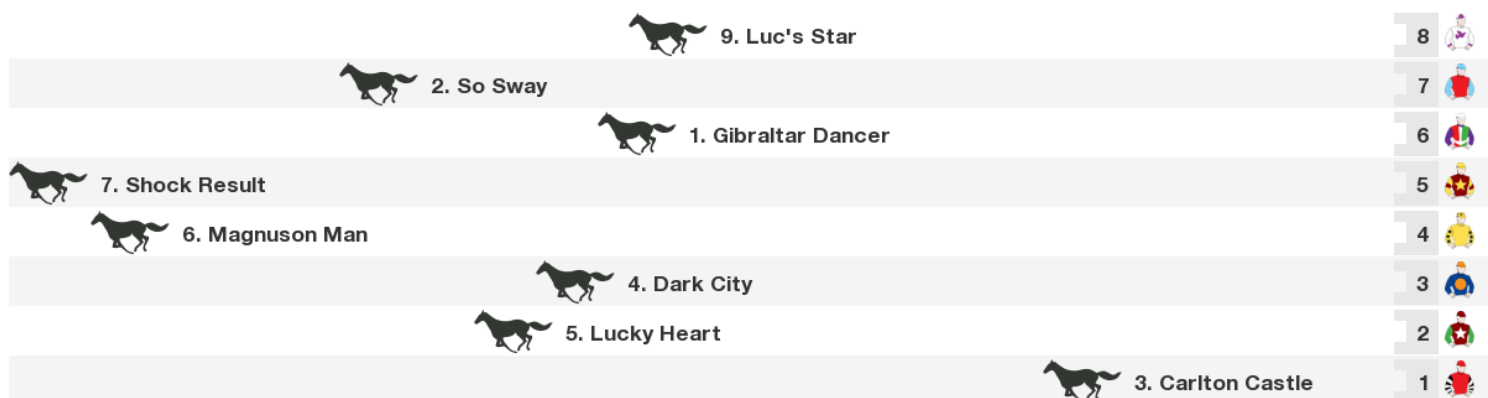 9. Luc's Star 8
2. So Sway 7
1. Gibraltar Dancer 6
7. Shock Result 5
6. Magnuson Man 4
4. Dark City 3
5. Lucky Heart 2
3. Carlton Castle 1